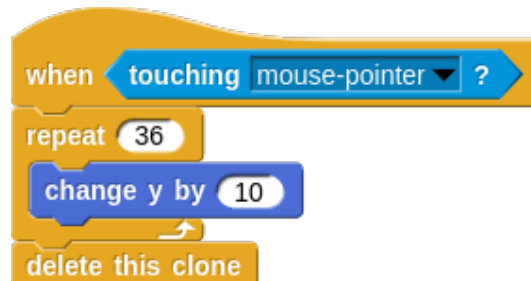 when touching mouse-pointer ?
repeat 36
change y by 10
delete this clone